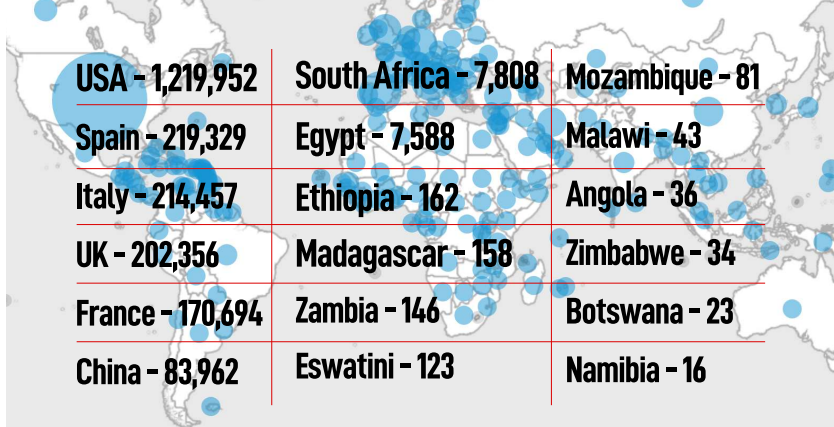 USA - 1,219,952
Spain - 219,329
Italy - 214,457
UK - 202,356
France - 170,694
China - 83,962
South Africa - 7,808
Egypt - 7,588
Ethiopia - 162
Madagascar - 158
Zambia - 146
Eswatini - 123
Mozambique - 81
Malawi - 43
Angola - 36
Zimbabwe - 34
Botswana - 23
Namibia - 16